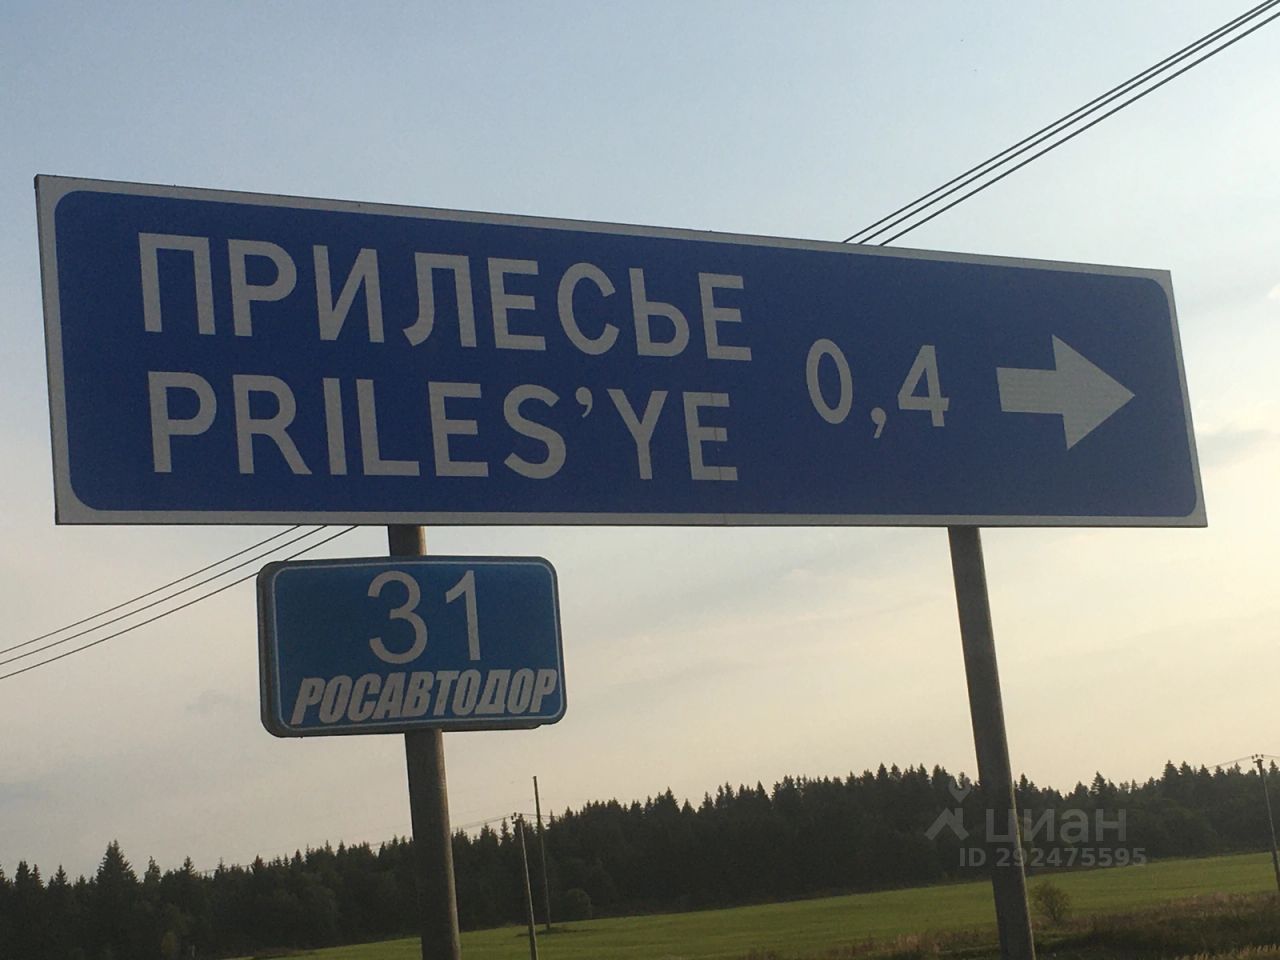 ПРИЛЕСЬЕ
PRILES'YE
0,4
31
РОСАВТОДОР
циан
ID 292475595